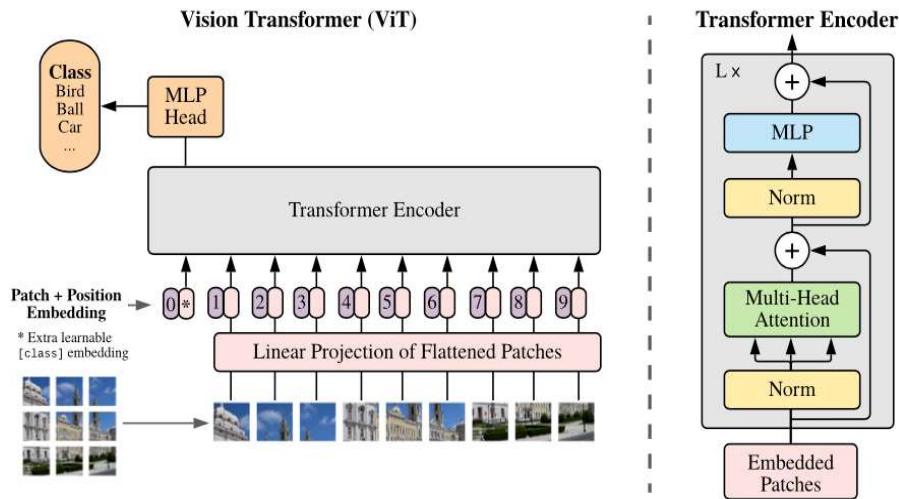 Vision Transformer (ViT)
Class
Bird
Ball
Car
...
MLP
Head
Transformer Encoder
Patch + Position
Embedding
0 * 1 2 3 4 5 6 7 8 9
* Extra learnable
[class] embedding
Linear Projection of Flattened Patches
Transformer Encoder
L x
+
MLP
Norm
+
Multi-Head
Attention
Norm
Embedded
Patches